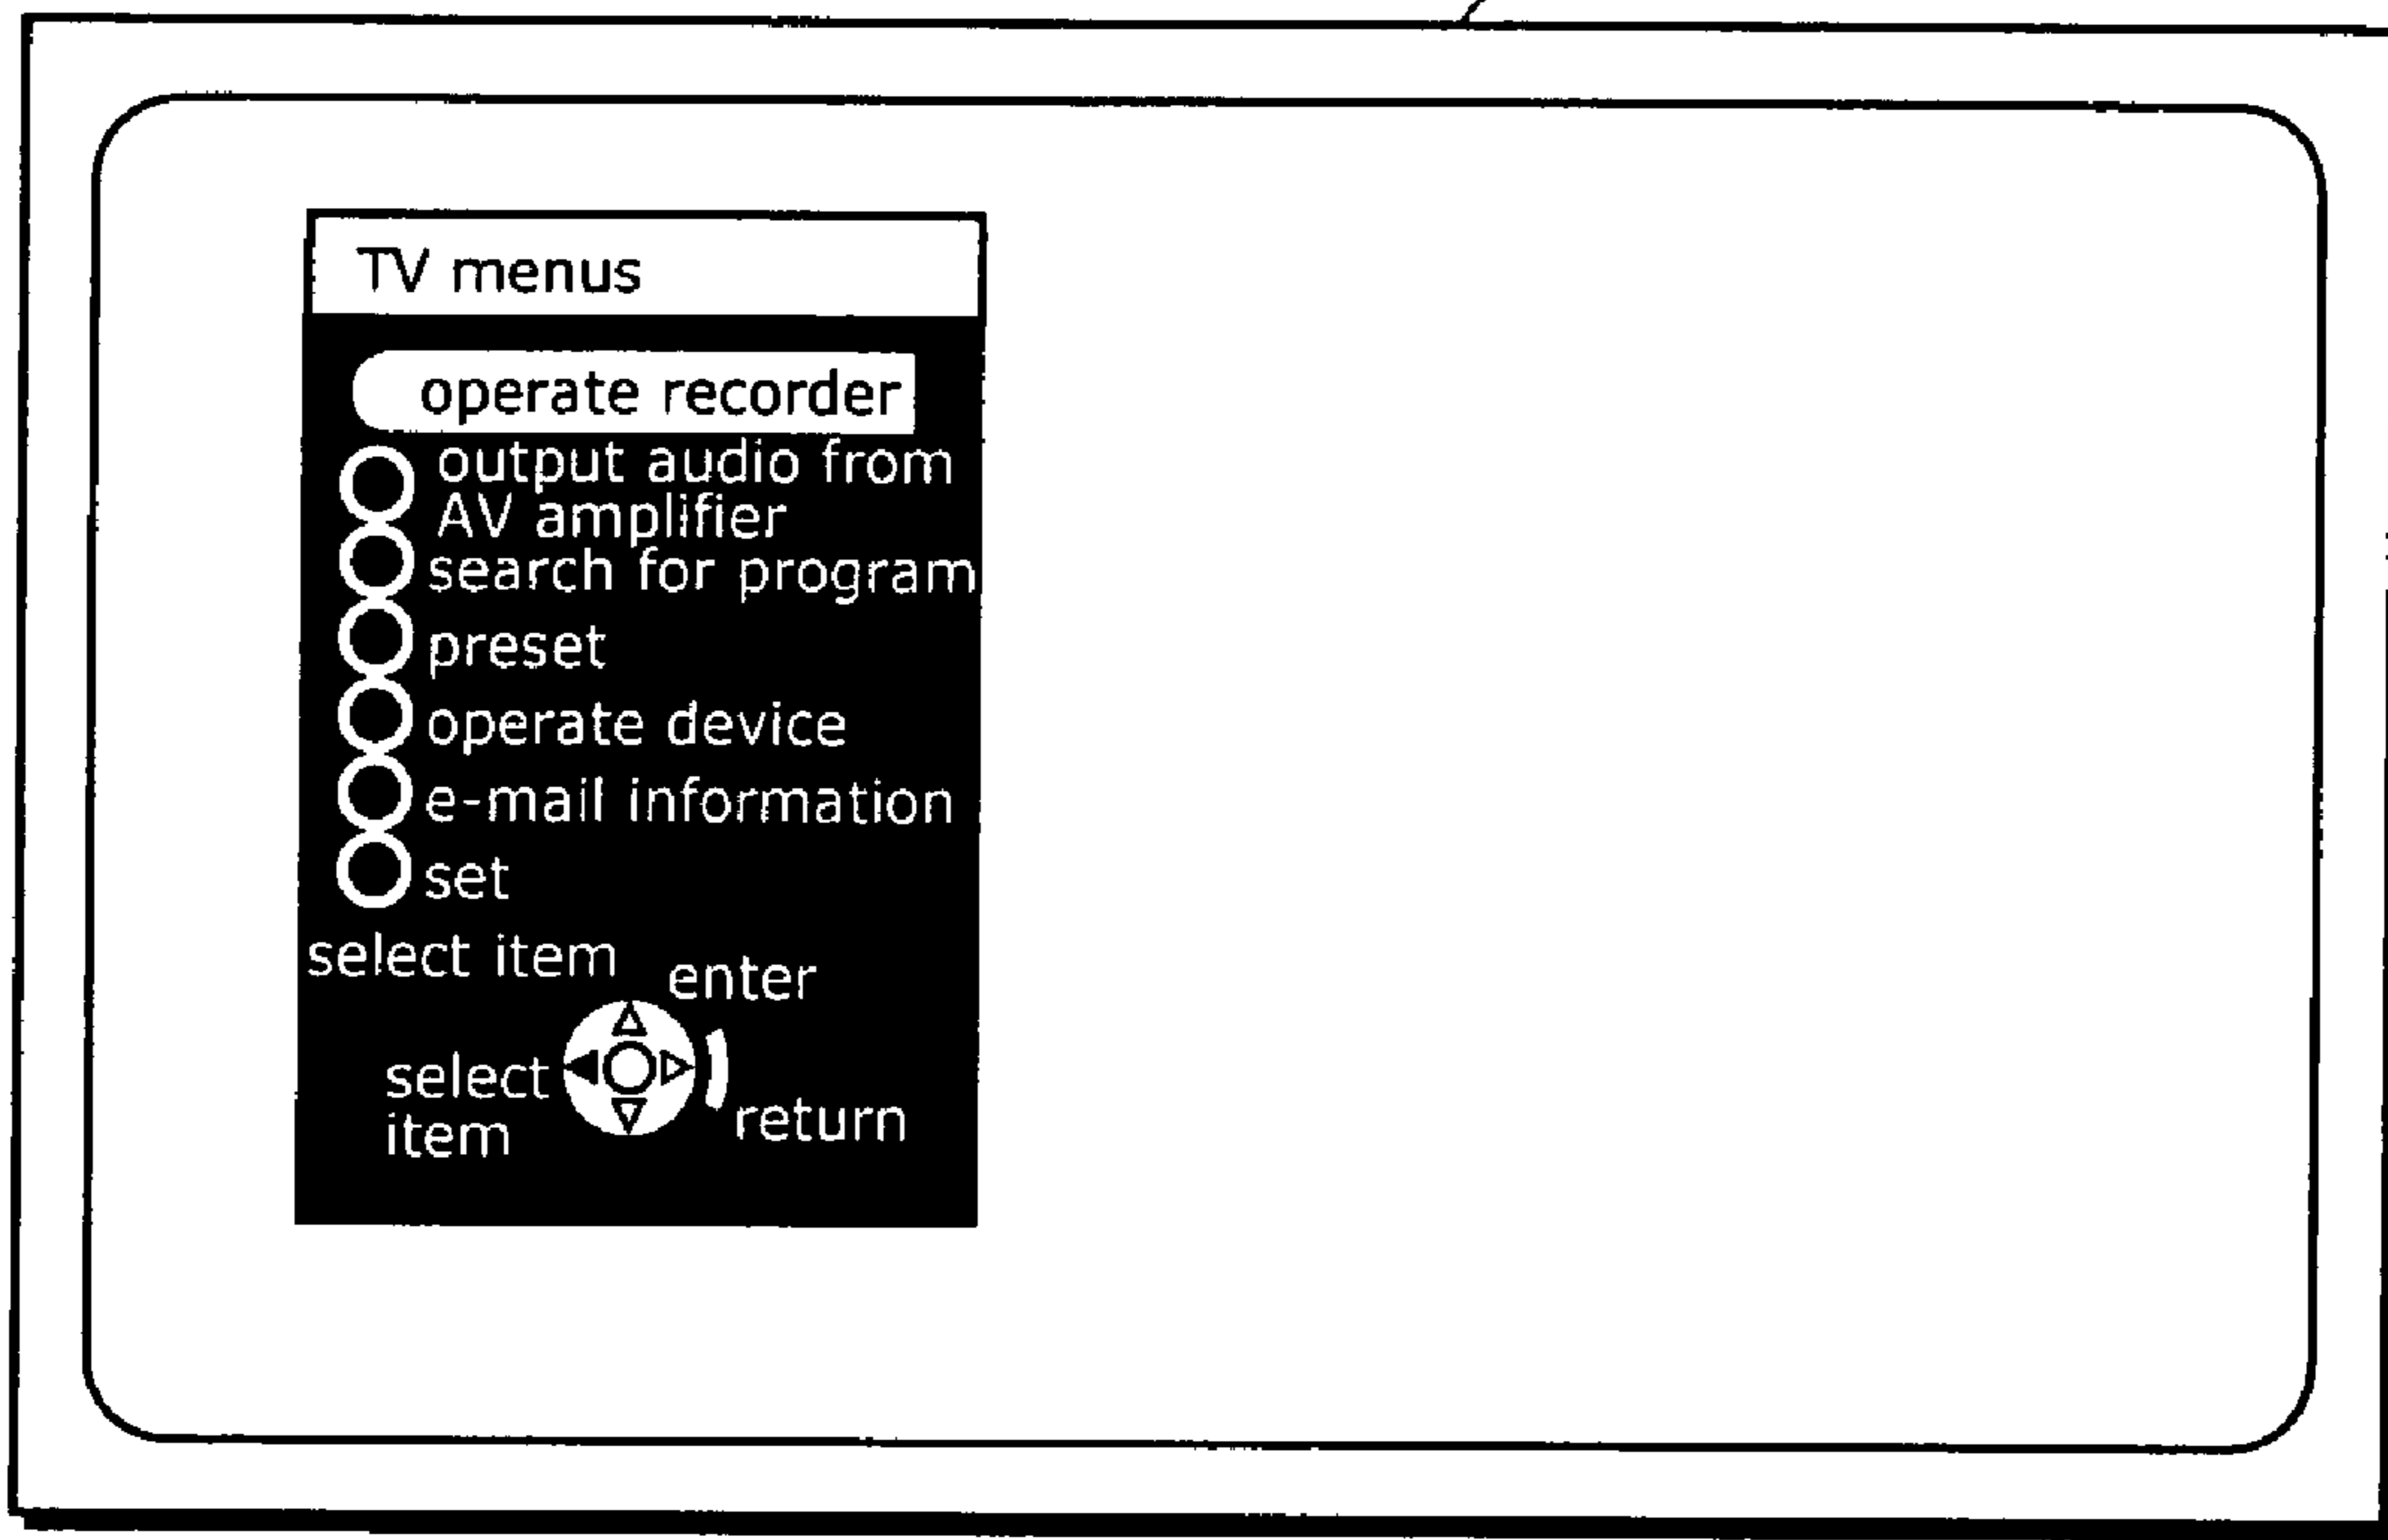 TV menus
operate recorder
output audio from
AV amplifier
search for program
preset
operate device
e-mail information
set
select item
enter
select
item
return